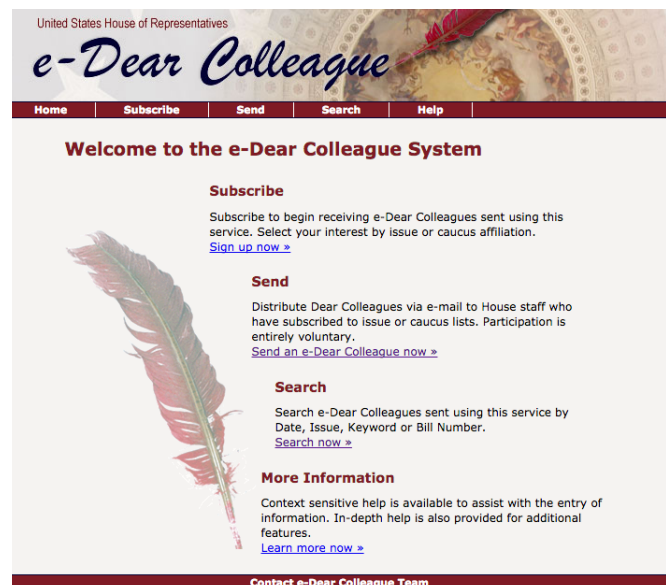 United States House of Representatives
e-Dear Colleague
Home Subscribe Send Search Help
Welcome to the e-Dear Colleague System
Subscribe
Subscribe to begin receiving e-Dear Colleagues sent using this
service. Select your interest by issue or caucus affiliation.
Sign up now »
Send
Distribute Dear Colleagues via e-mail to House staff who
have subscribed to issue or caucus lists. Participation is
entirely voluntary.
Send an e-Dear Colleague now »
Search
Search e-Dear Colleagues sent using this service by
Date, Issue, Keyword or Bill Number.
Search now »
More Information
Context sensitive help is available to assist with the entry of
information. In-depth help is also provided for additional
features.
Learn more now »
Contact e-Dear Colleague Team